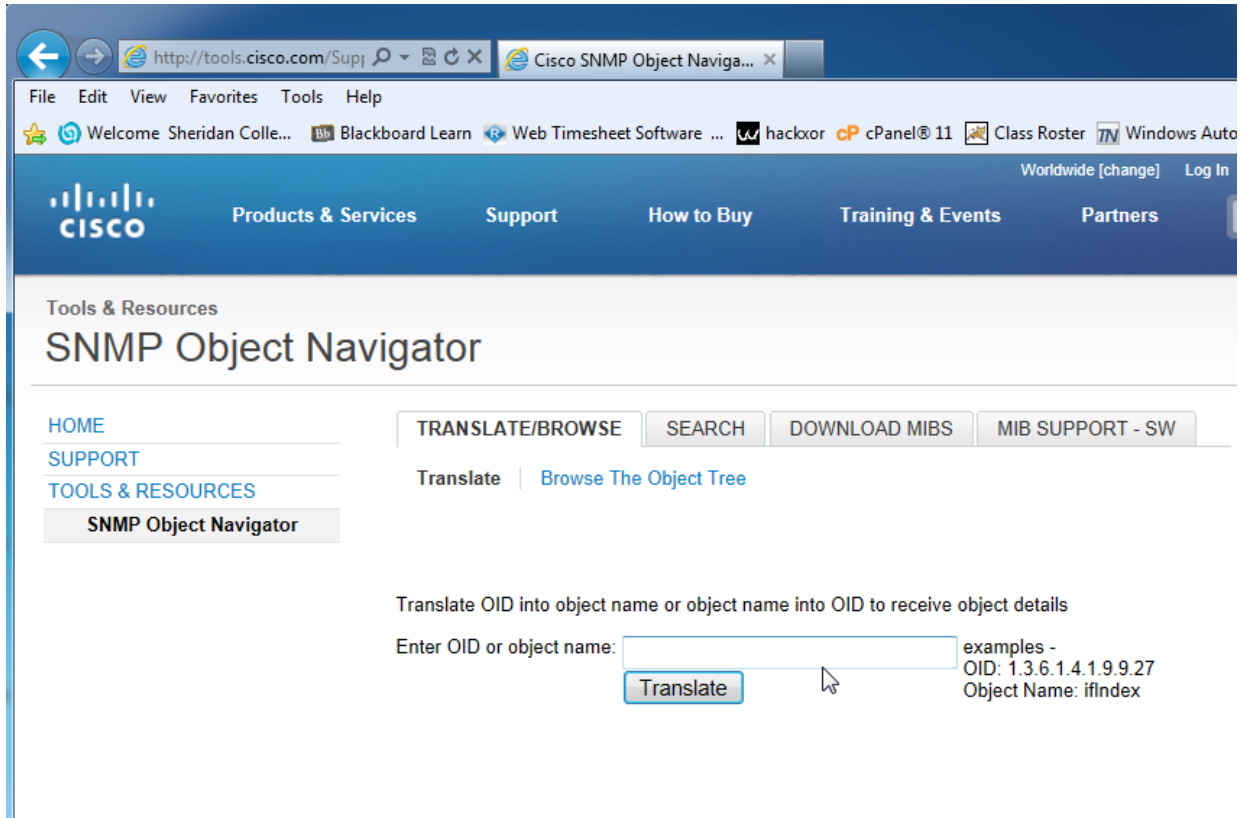 http://tools.cisco.com/Supp
Cisco SNMP Object Naviga...
File Edit View Favorites Tools Help
Welcome Sheridan Colle... Bb Blackboard Learn Web Timesheet Software ... hackxor cP cPanel® 11 Class Roster TN Windows Auto
Worldwide [change] Log In
CISCO Products & Services Support How to Buy Training & Events Partners
Tools & Resources
SNMP Object Navigator
HOME
SUPPORT
TOOLS & RESOURCES
SNMP Object Navigator
TRANSLATE/BROWSE SEARCH DOWNLOAD MIBS MIB SUPPORT - SW
Translate Browse The Object Tree
Translate OID into object name or object name into OID to receive object details
Enter OID or object name:
Translate
examples -
OID: 1.3.6.1.4.1.9.9.27
Object Name: ifIndex